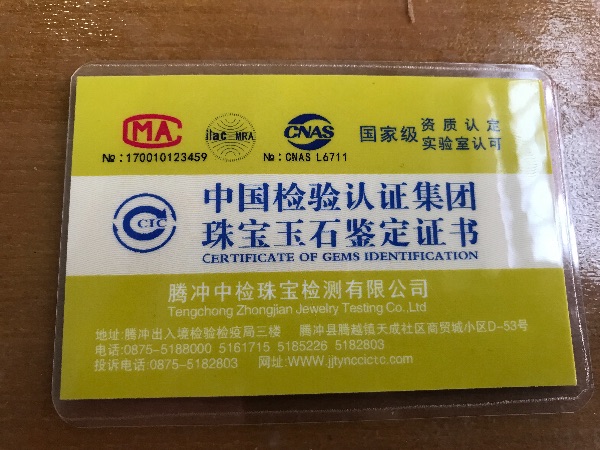 MA
ilac-MRA
CNAS
国家级 资质认定
实验室认可
№:170010123459
№:CNAS L6711
中国检验认证集团
CTC
珠宝玉石鉴定证书
CERTIFICATE OF GEMS IDENTIFICATION
腾冲中检珠宝检测有限公司
Tengchong Zhongjian Jewelry Testing Co.,Ltd
地址:腾冲出入境检验检疫局三楼 腾冲县腾越镇天成社区商贸城小区D-53号
电话:0875-5188000 5161715 5185226 5182803
投诉电话:0875-5182803 网址:WWW.jjtynccictc.com